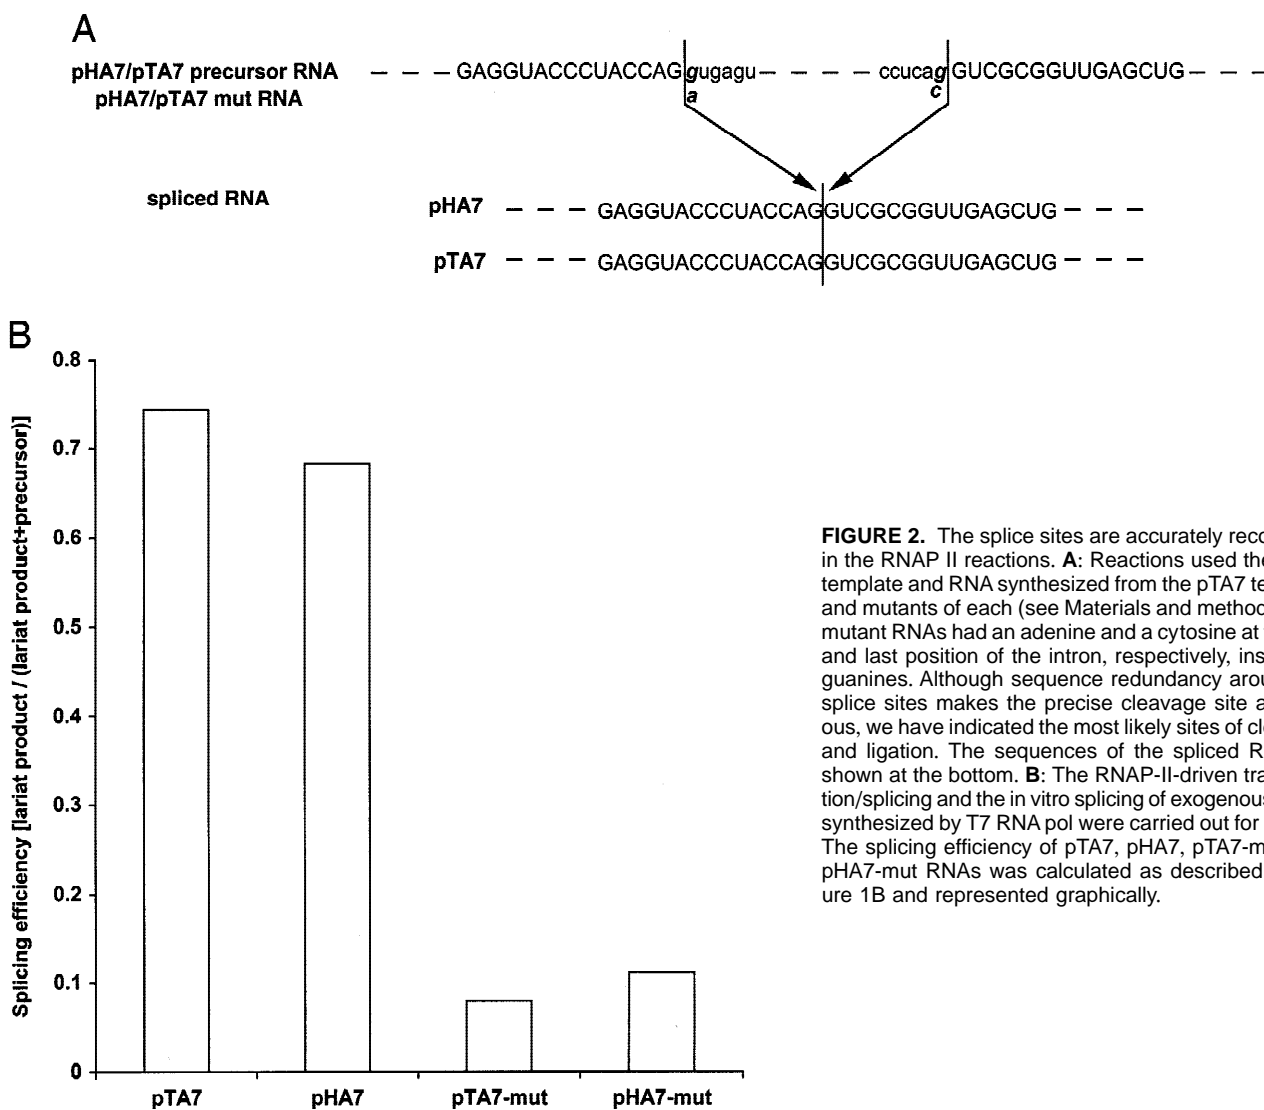 A
pHA7/pTA7 precursor RNA — — — GAGGUACCCUACCAG gugagu — — — — ccucag GUCGCGGUUGAGCUG — — —
pHA7/pTA7 mut RNA a c
spliced RNA
pHA7 — — — GAGGUACCCUACCAGGUCGCGGUUGAGCUG — — —
pTA7 — — — GAGGUACCCUACCAGGUCGCGGUUGAGCUG — — —
B
Splicing efficiency [lariat product / (lariat product+precursor)]
0.8
0.7
0.6
0.5
0.4
0.3
0.2
0.1
0
pTA7 pHA7 pTA7-mut pHA7-mut
FIGURE 2. The splice sites are accurately reco
in the RNAP II reactions. A: Reactions used the
template and RNA synthesized from the pTA7 te
and mutants of each (see Materials and method
mutant RNAs had an adenine and a cytosine at
and last position of the intron, respectively, ins
guanines. Although sequence redundancy arou
splice sites makes the precise cleavage site a
ous, we have indicated the most likely sites of cl
and ligation. The sequences of the spliced R
shown at the bottom. B: The RNAP-II-driven tra
tion/splicing and the in vitro splicing of exogenous
synthesized by T7 RNA pol were carried out for
The splicing efficiency of pTA7, pHA7, pTA7-m
pHA7-mut RNAs was calculated as described
ure 1B and represented graphically.